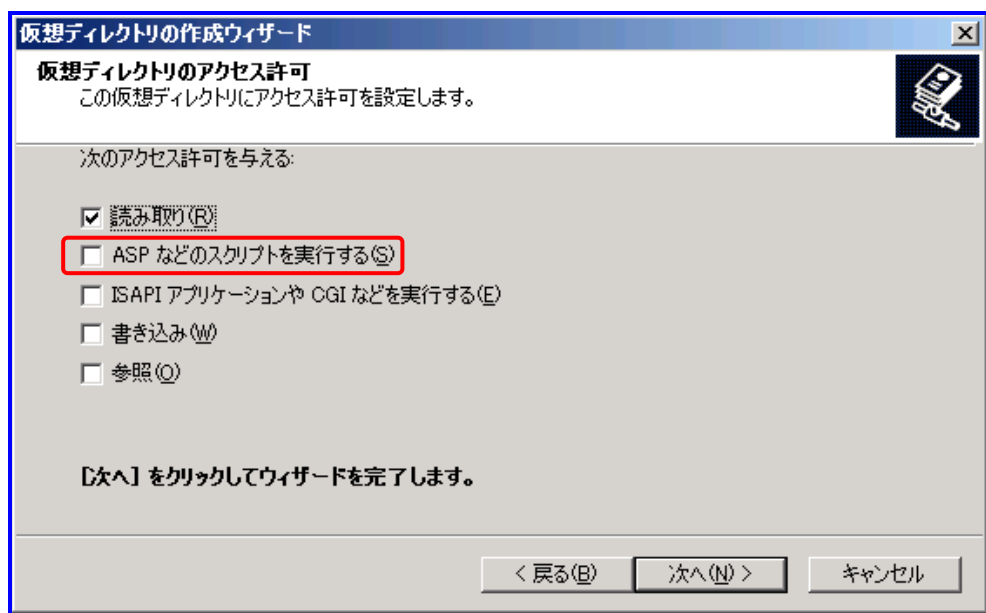 仮想ディレクトリの作成ウィザード
仮想ディレクトリのアクセス許可
この仮想ディレクトリにアクセス許可を設定します。
次のアクセス許可を与える:
読み取り(R)
ASP などのスクリプトを実行する(S)
ISAPI アプリケーションや CGI などを実行する(E)
書き込み(W)
参照(O)
[次へ] をクリックしてウィザードを完了します。
< 戻る(B) 次へ(N) > キャンセル